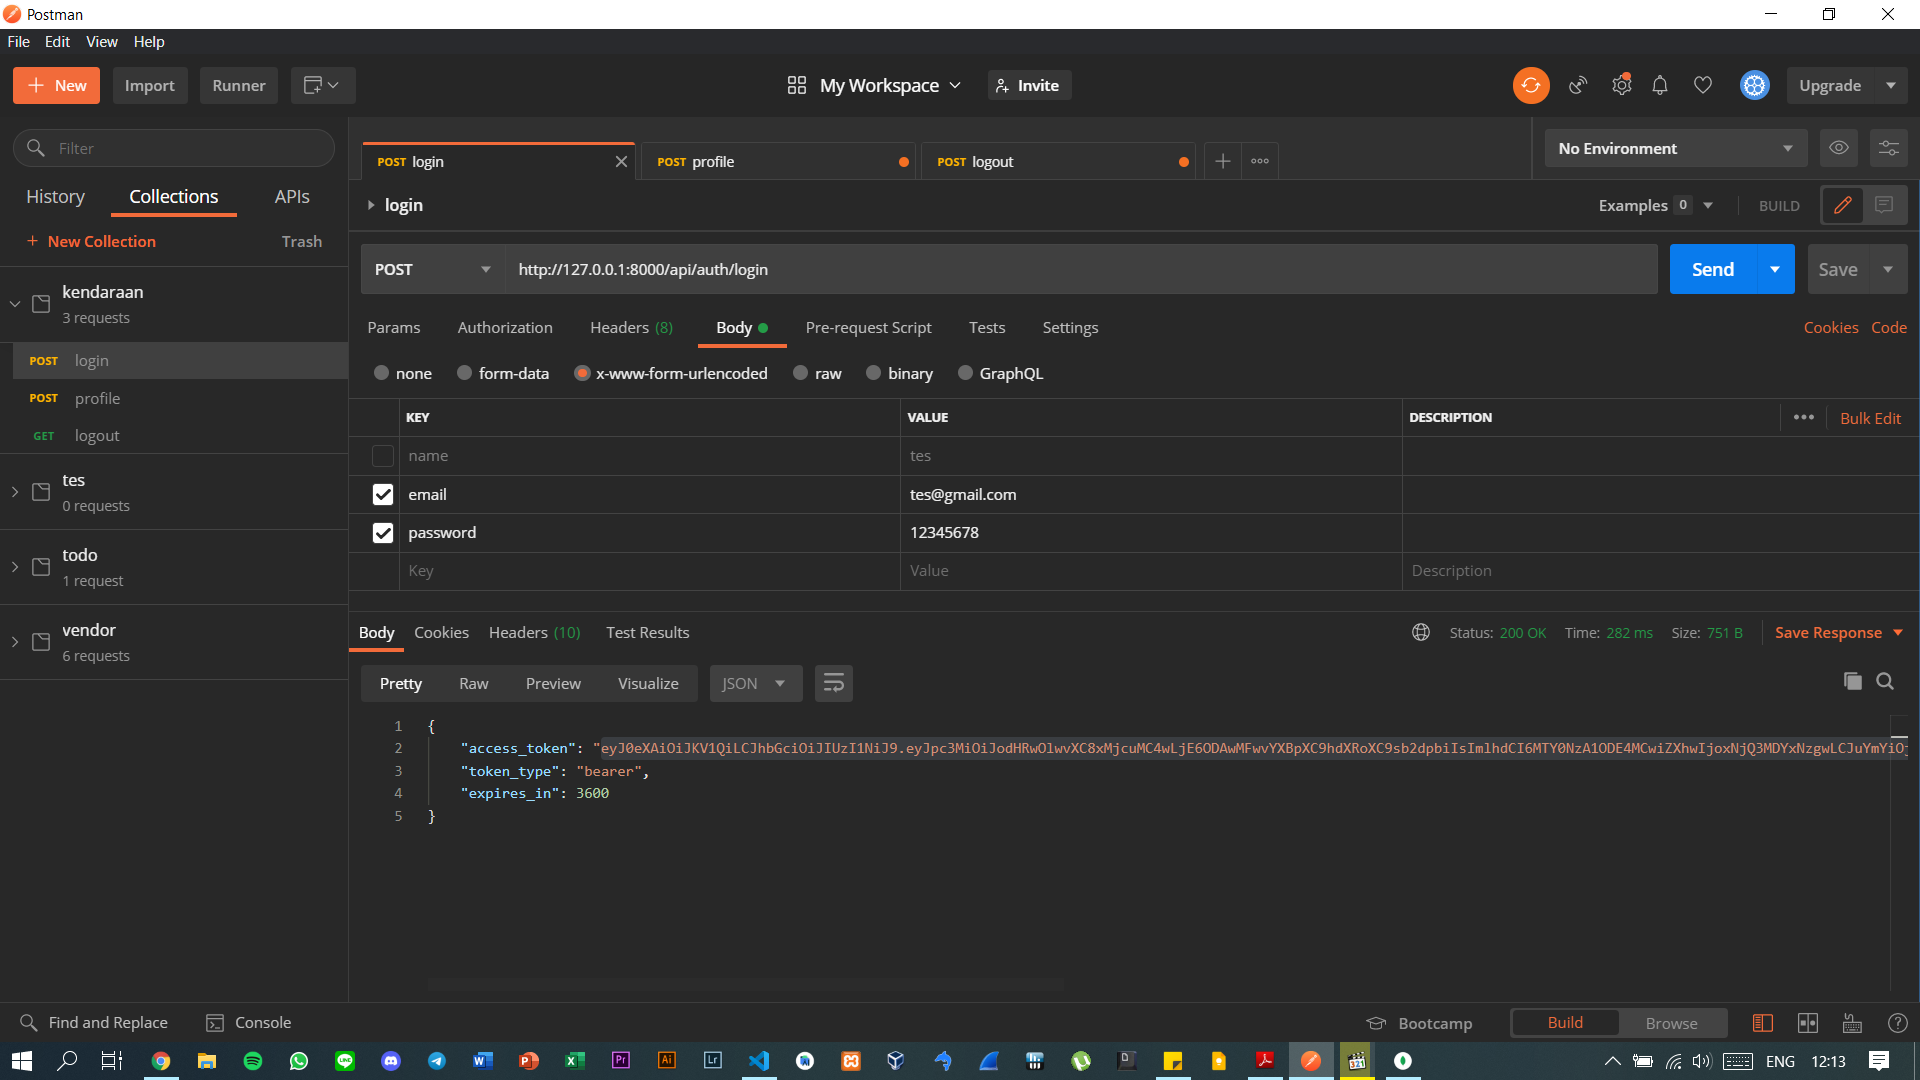 Postman
File Edit View Help
New Import Runner My Workspace Invite Upgrade
Filter
History Collections APIs
+ New Collection Trash
kendaraan
3 requests
POST login
POST profile
GET logout
tes
0 requests
todo
1 request
vendor
6 requests
POST login POST profile POST logout No Environment
login Examples 0 BUILD
POST http://127.0.0.1:8000/api/auth/login Send Save
Params Authorization Headers (8) Body Pre-request Script Tests Settings Cookies Code
none form-data x-www-form-urlencoded raw binary GraphQL
KEY VALUE DESCRIPTION Bulk Edit
name tes
email tes@gmail.com
password 12345678
Key Value Description
Body Cookies Headers (10) Test Results Status: 200 OK Time: 282 ms Size: 751 B Save Response
Pretty Raw Preview Visualize JSON
1 {
2 "access_token": "eyJ0eXAiOiJKV1QiLCJhbGciOiJIUzI1NiJ9.eyJpc3MiOiJodHRwOlwvXC8xMjcuMC4wLjE6ODAwMFwvYXBpXC9hdXRoXC9sb2dpbiIsImlhdCI6MTY0NzA1ODE4MCwiZXhwIjoxNjQ3MDYxNzgwLCJuYmYiOj
3 "token_type": "bearer",
4 "expires_in": 3600
5 }
Find and Replace Console Bootcamp Build Browse
ENG 12:13